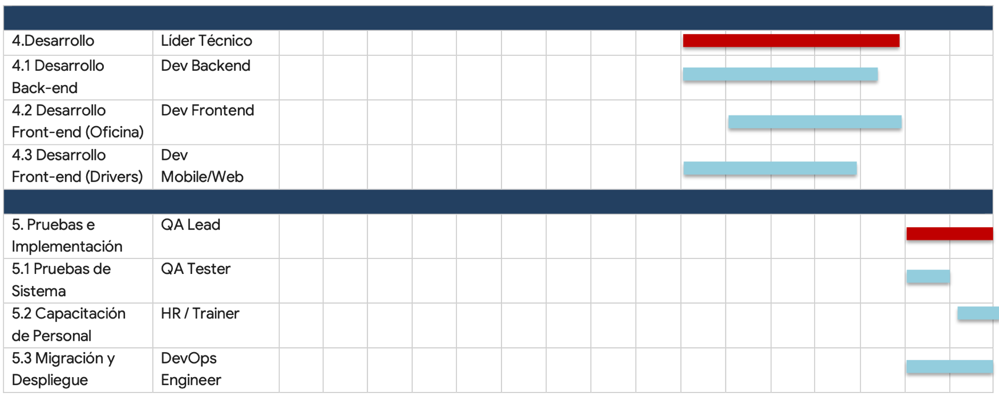 4.Desarrollo
Líder Técnico
4.1 Desarrollo
Back-end
Dev Backend
4.2 Desarrollo
Front-end (Oficina)
Dev Frontend
4.3 Desarrollo
Front-end (Drivers)
Dev
Mobile/Web
5. Pruebas e
Implementación
QA Lead
5.1 Pruebas de
Sistema
QA Tester
5.2 Capacitación
de Personal
HR / Trainer
5.3 Migración y
Despliegue
DevOps
Engineer